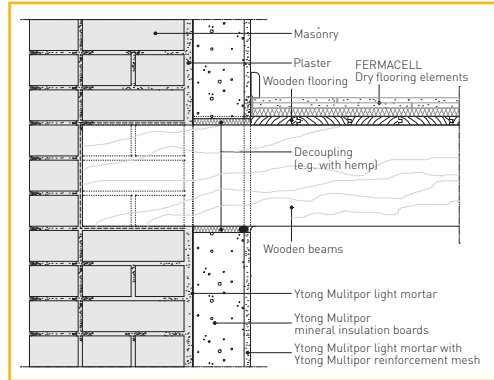 Masonry
Plaster
FERMACELL
Wooden flooring
Dry flooring elements
Decoupling
(e.g. with hemp)
Wooden beams
Ytong Mulitpor light mortar
Ytong Mulitpor
mineral insulation boards
Ytong Mulitpor light mortar with
Ytong Multipor reinforcement mesh